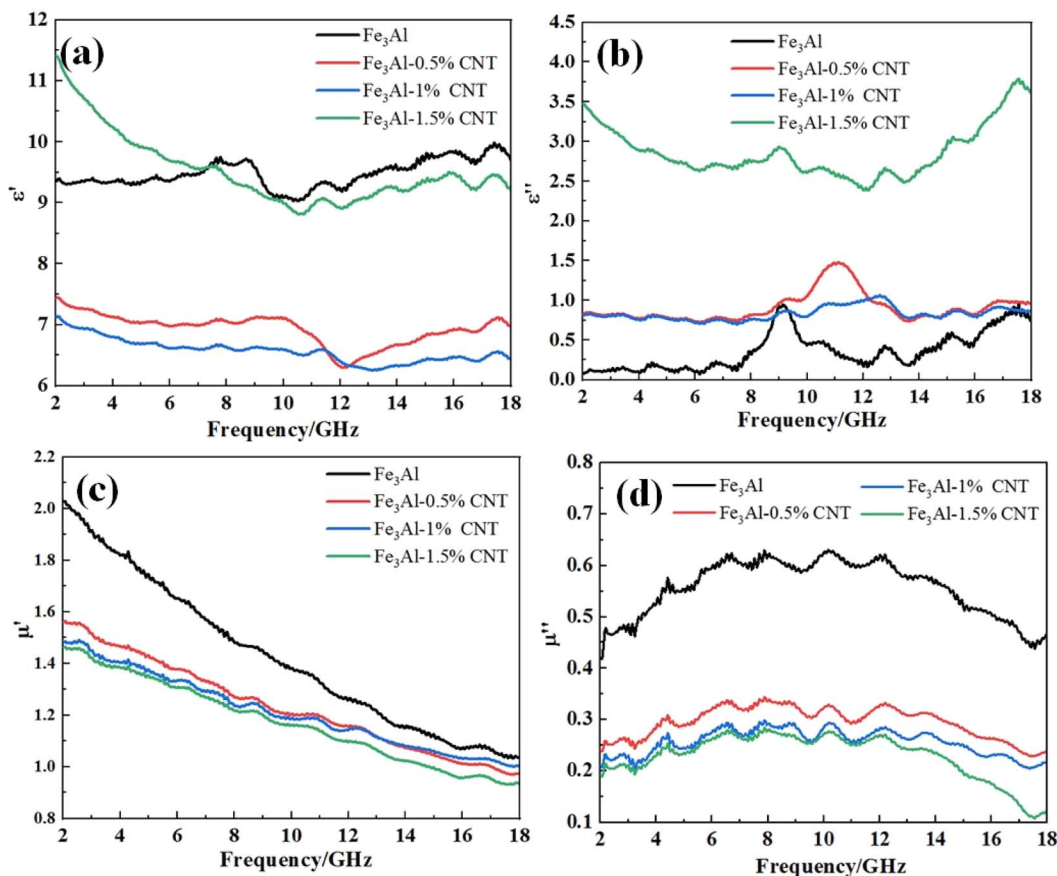 (a)
Fe₃Al
Fe₃Al-0.5% CNT
Fe₃Al-1% CNT
Fe₃Al-1.5% CNT
12
11
10
9
8
7
6
ε'
2 4 6 8 10 12 14 16 18
Frequency/GHz
(b)
Fe₃Al
Fe₃Al-0.5% CNT
Fe₃Al-1% CNT
Fe₃Al-1.5% CNT
4.5
4.0
3.5
3.0
2.5
2.0
1.5
1.0
0.5
0.0
ε''
2 4 6 8 10 12 14 16 18
Frequency/GHz
(c)
Fe₃Al
Fe₃Al-0.5% CNT
Fe₃Al-1% CNT
Fe₃Al-1.5% CNT
2.2
2.0
1.8
1.6
1.4
1.2
1.0
0.8
μ'
2 4 6 8 10 12 14 16 18
Frequency/GHz
(d)
Fe₃Al Fe₃Al-1% CNT
Fe₃Al-0.5% CNT Fe₃Al-1.5% CNT
0.8
0.7
0.6
0.5
0.4
0.3
0.2
0.1
μ''
2 4 6 8 10 12 14 16 18
Frequency/GHz